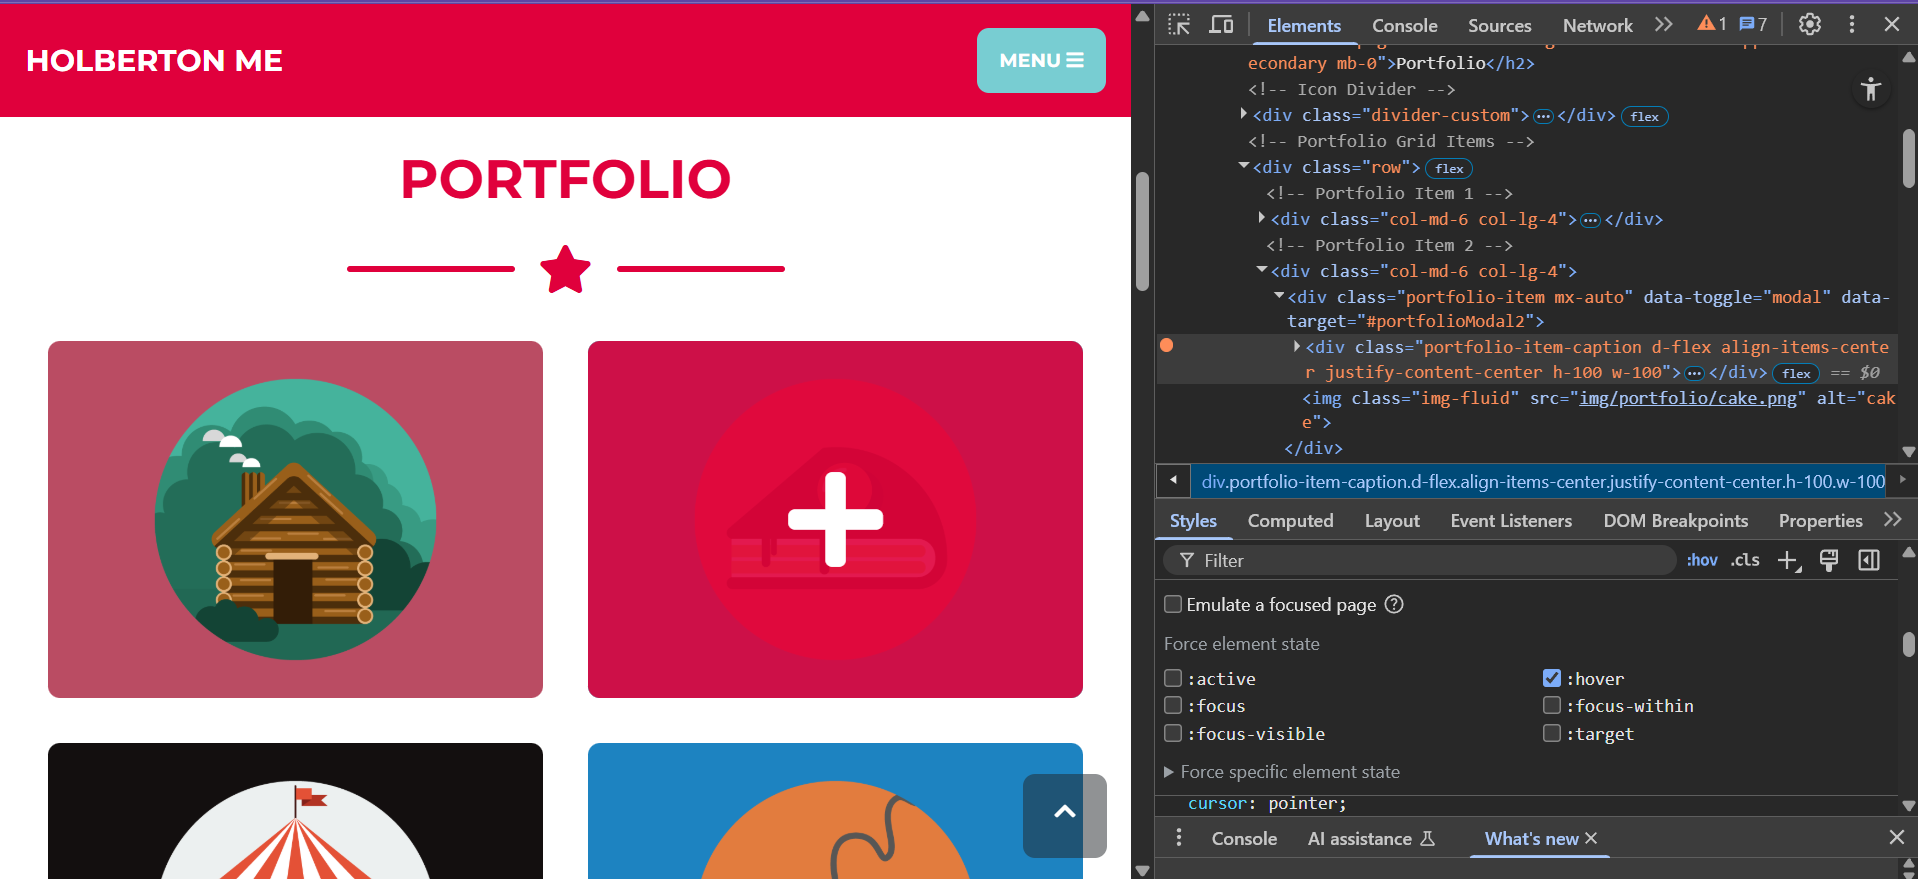 HOLBERTON ME
MENU
PORTFOLIO
Elements Console Sources Network 1 7
econdary mb-0">Portfolio</h2>
<!-- Icon Divider -->
<div class="divider-custom">…</div> flex
<!-- Portfolio Grid Items -->
<div class="row"> flex
<!-- Portfolio Item 1 -->
<div class="col-md-6 col-lg-4">…</div>
<!-- Portfolio Item 2 -->
<div class="col-md-6 col-lg-4">
<div class="portfolio-item mx-auto" data-toggle="modal" data-
target="#portfolioModal2">
<div class="portfolio-item-caption d-flex align-items-cente
r justify-content-center h-100 w-100">…</div> flex == $0
<img class="img-fluid" src="img/portfolio/cake.png" alt="cak
e">
</div>
div.portfolio-item-caption.d-flex.align-items-center.justify-content-center.h-100.w-100
Styles Computed Layout Event Listeners DOM Breakpoints Properties
Filter :hov .cls
Emulate a focused page ?
Force element state
:active :hover
:focus :focus-within
:focus-visible :target
Force specific element state
cursor: pointer;
Console AI assistance What's new